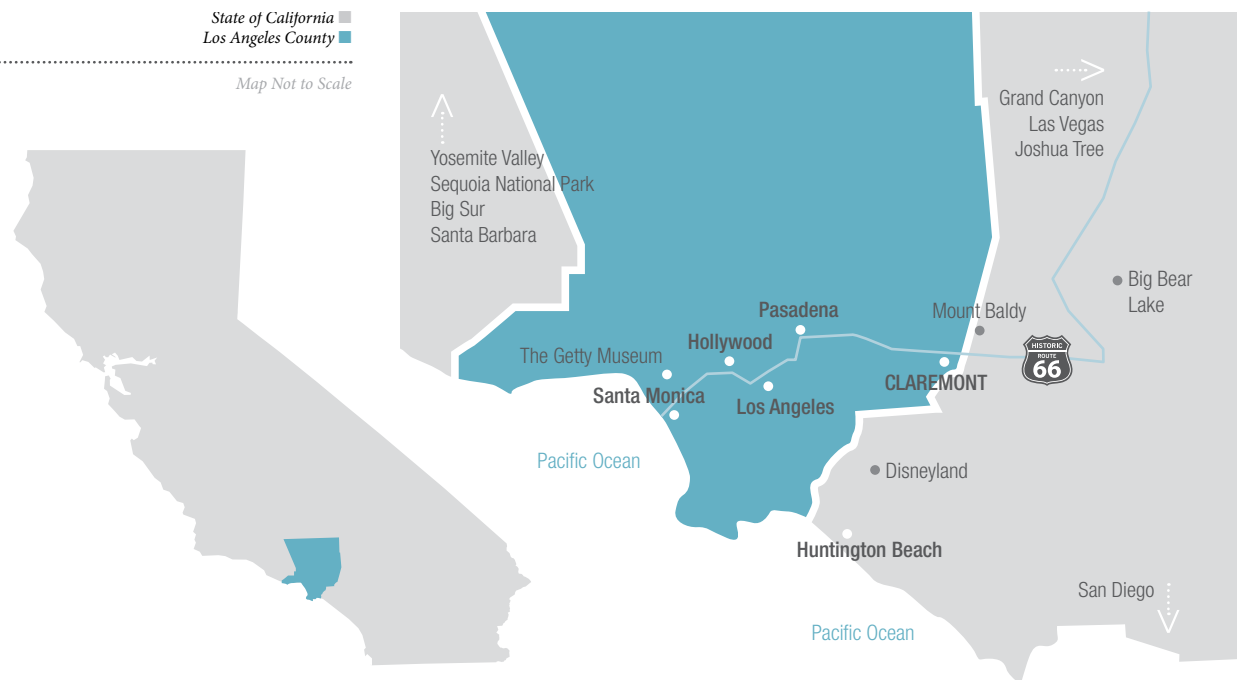 State of California
Los Angeles County
Map Not to Scale
Yosemite Valley
Sequoia National Park
Big Sur
Santa Barbara
Grand Canyon
Las Vegas
Joshua Tree
Big Bear
Lake
Mount Baldy
Pasadena
Hollywood
The Getty Museum
HISTORIC
ROUTE
66
CLAREMONT
Santa Monica
Los Angeles
Pacific Ocean
Disneyland
Huntington Beach
San Diego
Pacific Ocean